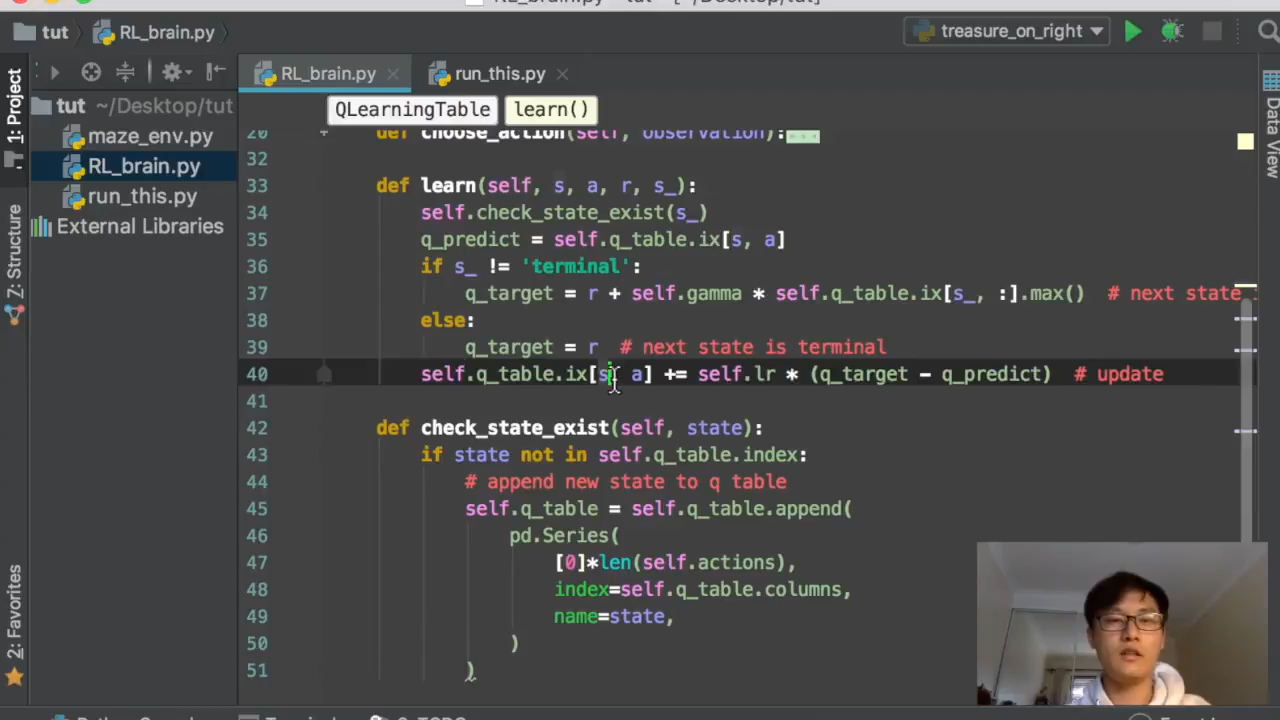 RL_brain.py - tut - [~/Desktop/tut]
tut RL_brain.py treasure_on_right
1: Project
Z: Structure
2: Favorites
Data View
tut ~/Desktop/tut
maze_env.py
RL_brain.py
run_this.py
External Libraries
RL_brain.py run_this.py
QLearningTable learn()
20 def choose_action(self, observation):...
32
33 def learn(self, s, a, r, s_):
34 self.check_state_exist(s_)
35 q_predict = self.q_table.ix[s, a]
36 if s_ != 'terminal':
37 q_target = r + self.gamma * self.q_table.ix[s_, :].max() # next state
38 else:
39 q_target = r # next state is terminal
40 self.q_table.ix[s, a] += self.lr * (q_target - q_predict) # update
41
42 def check_state_exist(self, state):
43 if state not in self.q_table.index:
44 # append new state to q table
45 self.q_table = self.q_table.append(
46 pd.Series(
47 [0]*len(self.actions),
48 index=self.q_table.columns,
49 name=state,
50 )
51 )